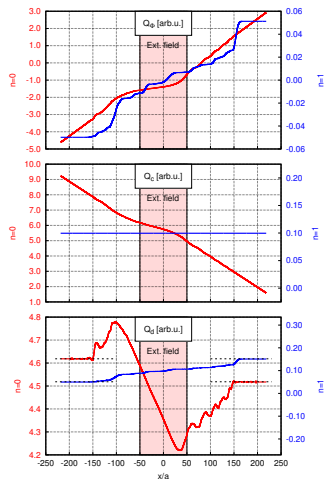 3.0 0.06
2.0
1.0 0.04
0.0 0.02
-1.0 0.00
-2.0 -0.02
-3.0
-4.0 -0.04
-5.0 -0.06
n=0
n=1
QΦ [arb.u.]
Ext. field
10.0
9.0 0.20
8.0
7.0 0.15
6.0 0.10
5.0
4.0 0.05
3.0
2.0 0.00
1.0
n=0
n=1
Qc [arb.u.]
Ext. field
4.8 0.30
4.7 0.20
4.6 0.10
4.5 0.00
4.4
4.3 -0.10
4.2 -0.20
n=0
n=1
Qd [arb.u.]
Ext. field
-250 -200 -150 -100 -50 0 50 100 150 200 250
x/a